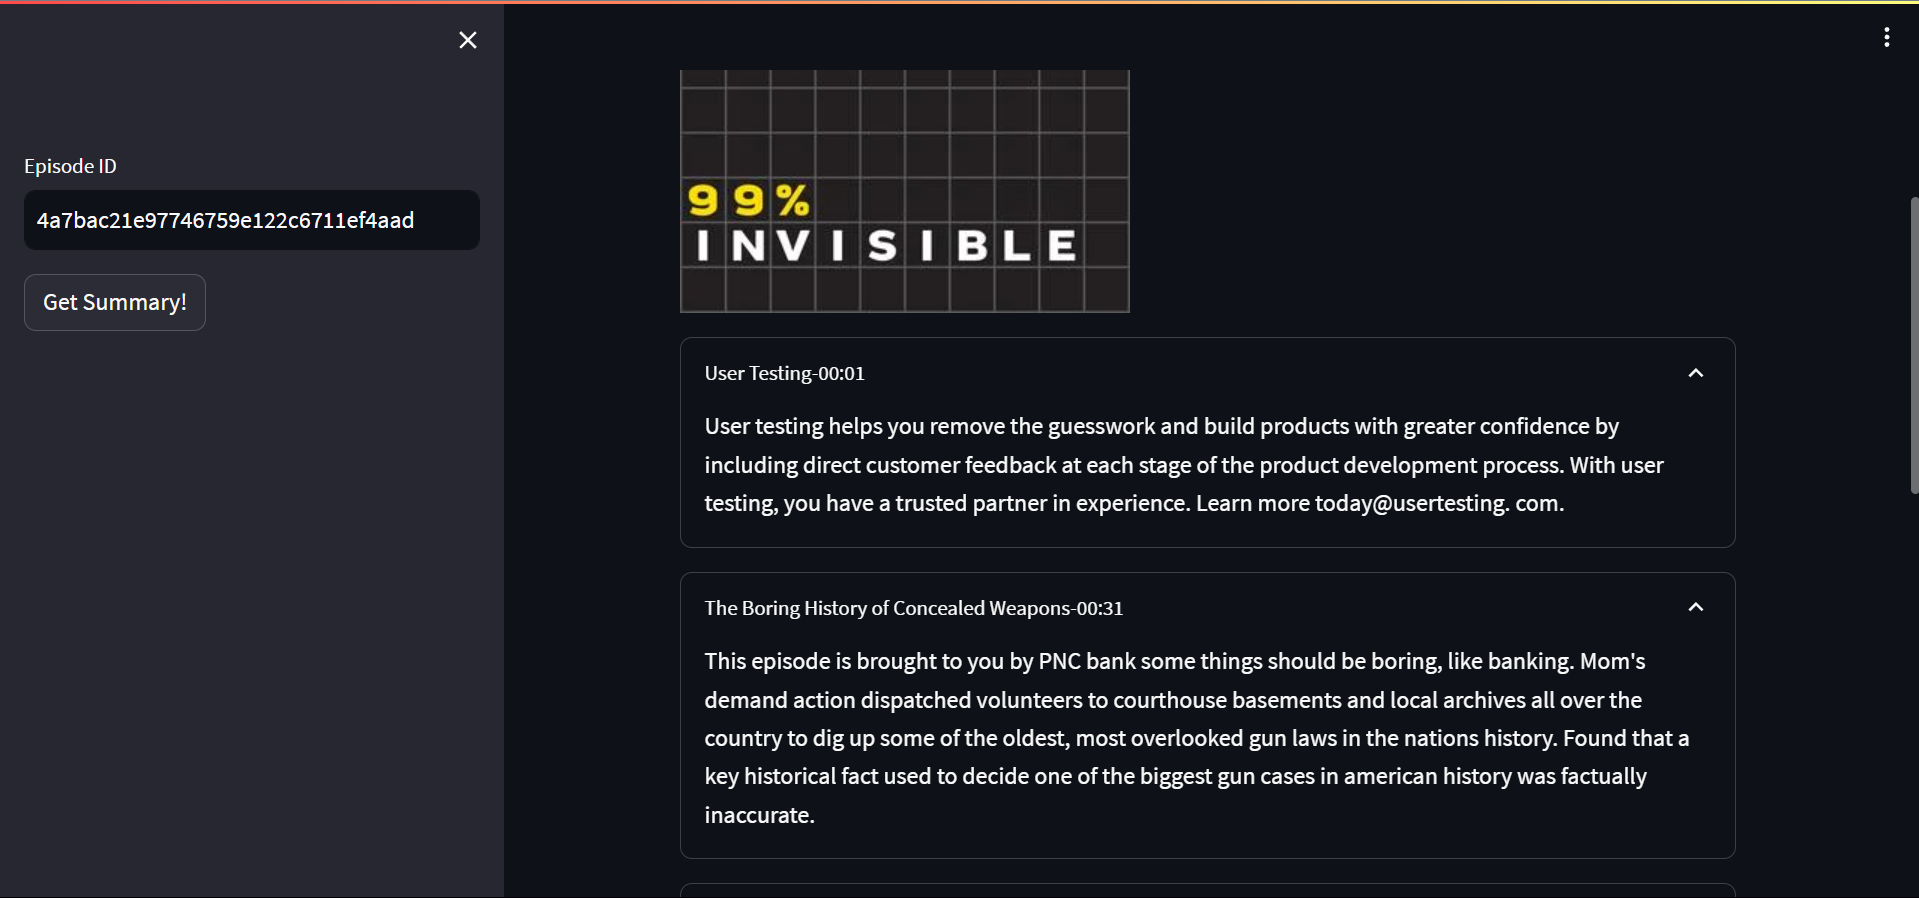 Episode ID
4a7bac21e97746759e122c6711ef4aad
Get Summary!
99%
INVISIBLE
User Testing-00:01
User testing helps you remove the guesswork and build products with greater confidence by
including direct customer feedback at each stage of the product development process. With user
testing, you have a trusted partner in experience. Learn more today@usertesting. com.
The Boring History of Concealed Weapons-00:31
This episode is brought to you by PNC bank some things should be boring, like banking. Mom's
demand action dispatched volunteers to courthouse basements and local archives all over the
country to dig up some of the oldest, most overlooked gun laws in the nations history. Found that a
key historical fact used to decide one of the biggest gun cases in american history was factually
inaccurate.